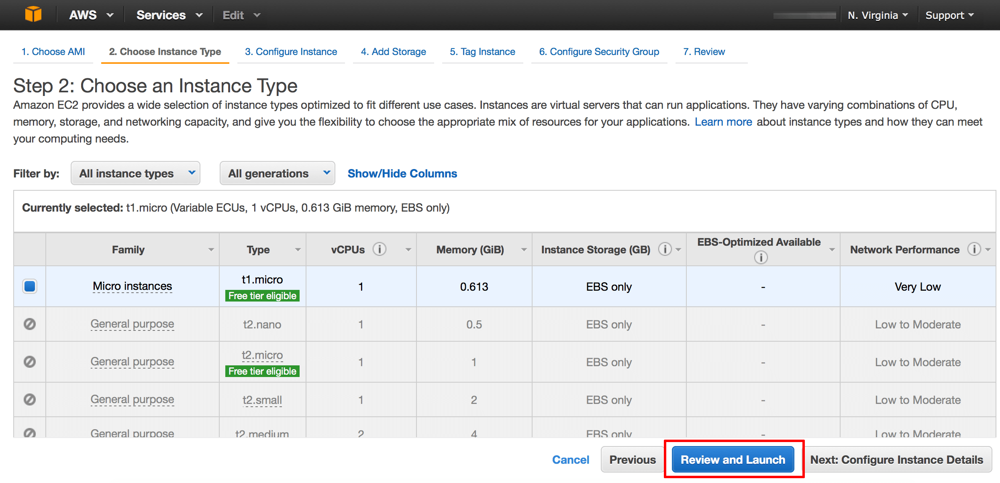 AWS Services Edit N. Virginia Support
1. Choose AMI 2. Choose Instance Type 3. Configure Instance 4. Add Storage 5. Tag Instance 6. Configure Security Group 7. Review
Step 2: Choose an Instance Type
Amazon EC2 provides a wide selection of instance types optimized to fit different use cases. Instances are virtual servers that can run applications. They have varying combinations of CPU,
memory, storage, and networking capacity, and give you the flexibility to choose the appropriate mix of resources for your applications. Learn more about instance types and how they can meet
your computing needs.
Filter by: All instance types All generations Show/Hide Columns
Currently selected: t1.micro (Variable ECUs, 1 vCPUs, 0.613 GiB memory, EBS only)
Family Type vCPUs i Memory (GiB) Instance Storage (GB) i EBS-Optimized Available i Network Performance i
Micro instances t1.micro Free tier eligible 1 0.613 EBS only - Very Low
General purpose t2.nano 1 0.5 EBS only - Low to Moderate
General purpose t2.micro Free tier eligible 1 1 EBS only - Low to Moderate
General purpose t2.small 1 2 EBS only - Low to Moderate
General purpose t2.medium 2 4 EBS only - Low to Moderate
Cancel Previous Review and Launch Next: Configure Instance Details